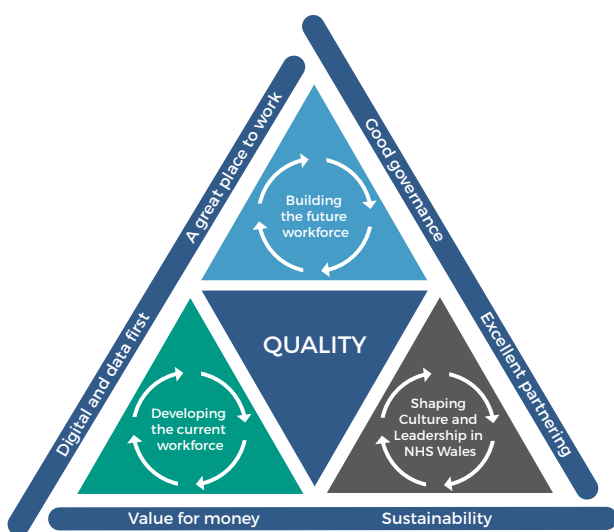 A great place to work
Digital and data first
Good governance
Excellent partnering
Building
the future
workforce
QUALITY
Developing
the current
workforce
Shaping
Culture and
Leadership in
NHS Wales
Value for money
Sustainability